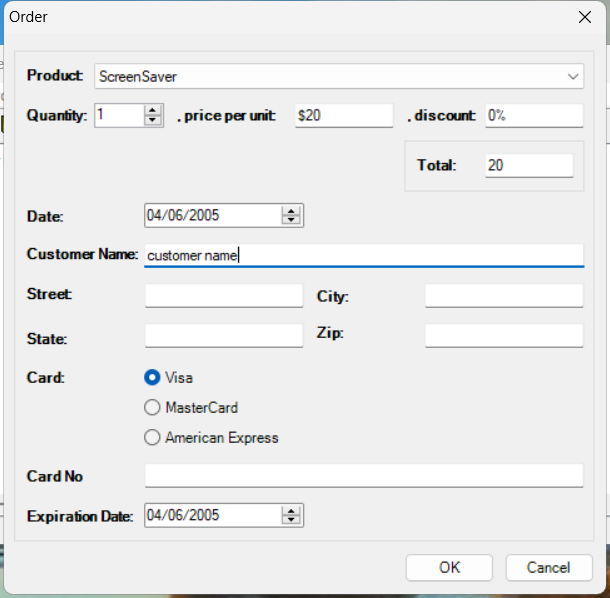 Order
Product: ScreenSaver
Quantity: 1 , price per unit: $20 , discount: 0%
Total: 20
Date: 04/06/2005
Customer Name: customer name
Street: City:
State: Zip:
Card: Visa
MasterCard
American Express
Card No
Expiration Date: 04/06/2005
OK Cancel